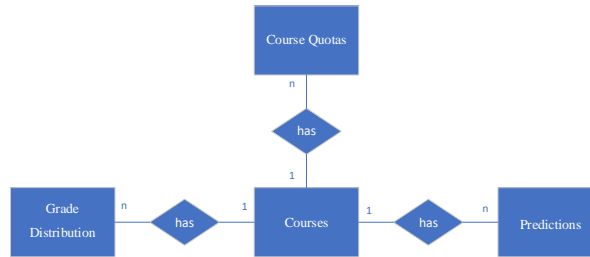 Course Quotas
n
has
1
Grade
Distribution
n
has
1
Courses
1
has
n
Predictions